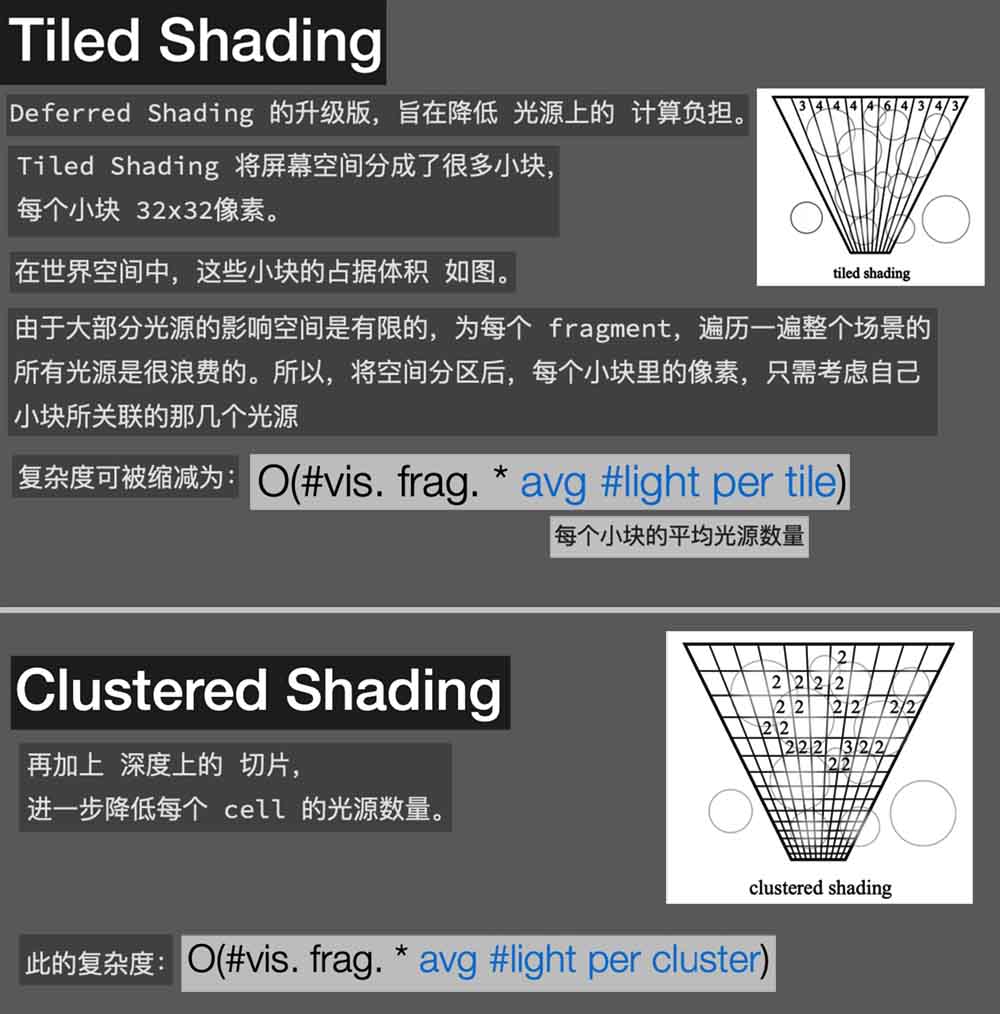 Tiled Shading
Deferred Shading 的升级版，旨在降低 光源上的 计算负担。
3 4 4 4 4 6 4 3 4 3
Tiled Shading 将屏幕空间分成了很多小块，
每个小块 32x32像素。
在世界空间中，这些小块的占据体积 如图。
tiled shading
由于大部分光源的影响空间是有限的，为每个 fragment，遍历一遍整个场景的
所有光源是很浪费的。所以，将空间分区后，每个小块里的像素，只需考虑自己
小块所关联的那几个光源
复杂度可被缩减为：O(#vis. frag. * avg #light per tile)
每个小块的平均光源数量
Clustered Shading
2
2 2 2 2
2 2 2 2 2 2
2 2
2 2 2 3 2 2
2 2
再加上 深度上的 切片，
进一步降低每个 cell 的光源数量。
clustered shading
此的复杂度：O(#vis. frag. * avg #light per cluster)